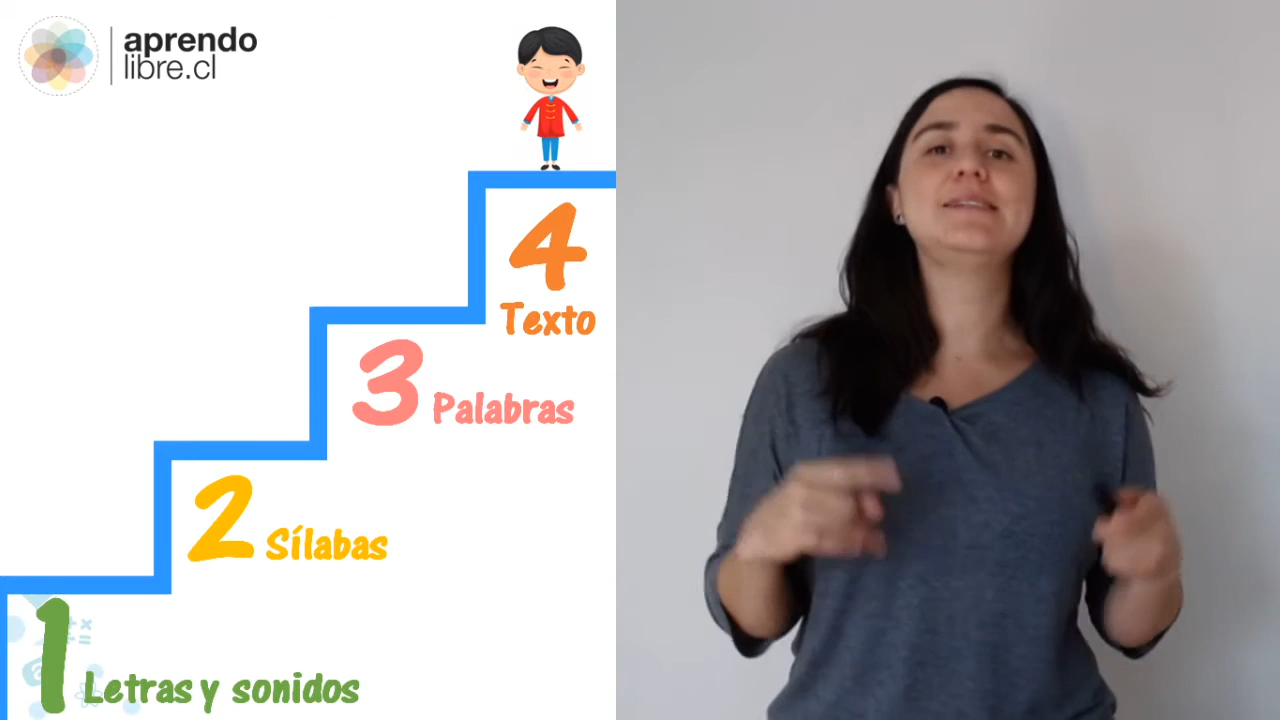 aprendo
libre.cl
4
Texto
3 Palabras
2 Sílabas
1 Letras y sonidos